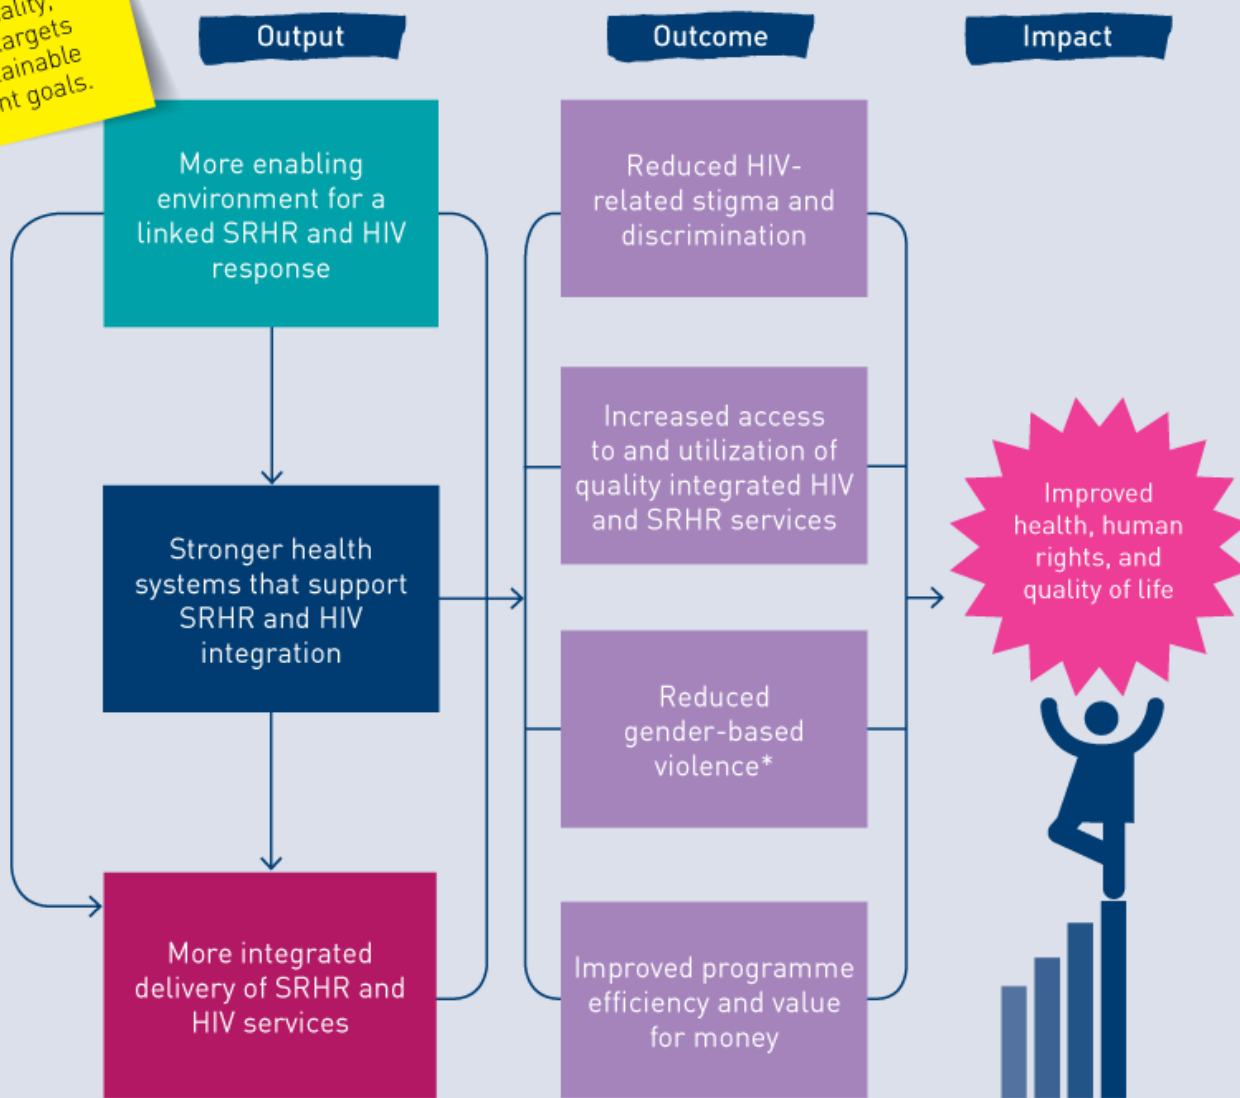 ality,
targets
tainable
nt goals.
Output
Outcome
Impact
More enabling
environment for a
linked SRHR and HIV
response
Stronger health
systems that support
SRHR and HIV
integration
More integrated
delivery of SRHR and
HIV services
Reduced HIV-
related stigma and
discrimination
Increased access
to and utilization of
quality integrated HIV
and SRHR services
Reduced
gender-based
violence*
Improved programme
efficiency and value
for money
Improved
health, human
rights, and
quality of life